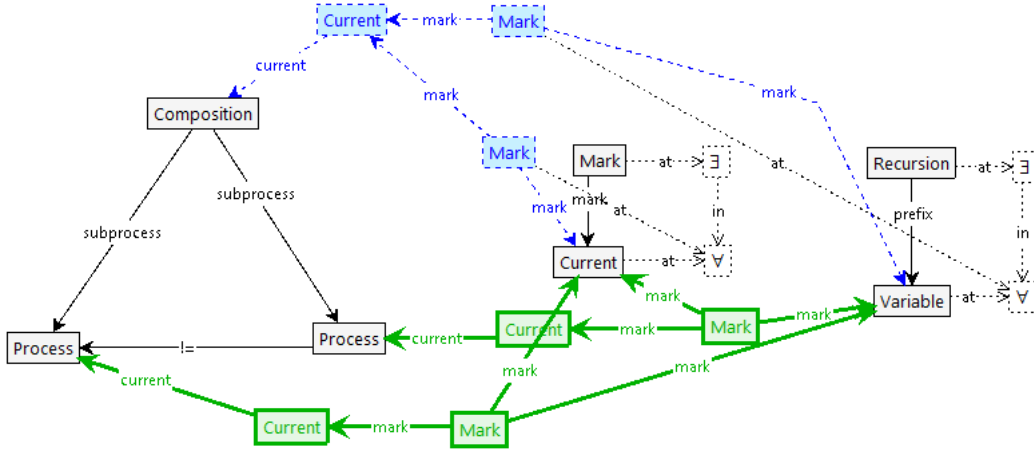 Current
mark
Mark
current
mark
mark
Composition
Mark
Mark
at
E
Recursion
at
E
subprocess
mark
mark
at
in
at
prefix
in
subprocess
Current
at
∀
Variable
at
∀
mark
Process
!=
Process
current
Current
mark
Mark
mark
current
mark
mark
Current
mark
Mark